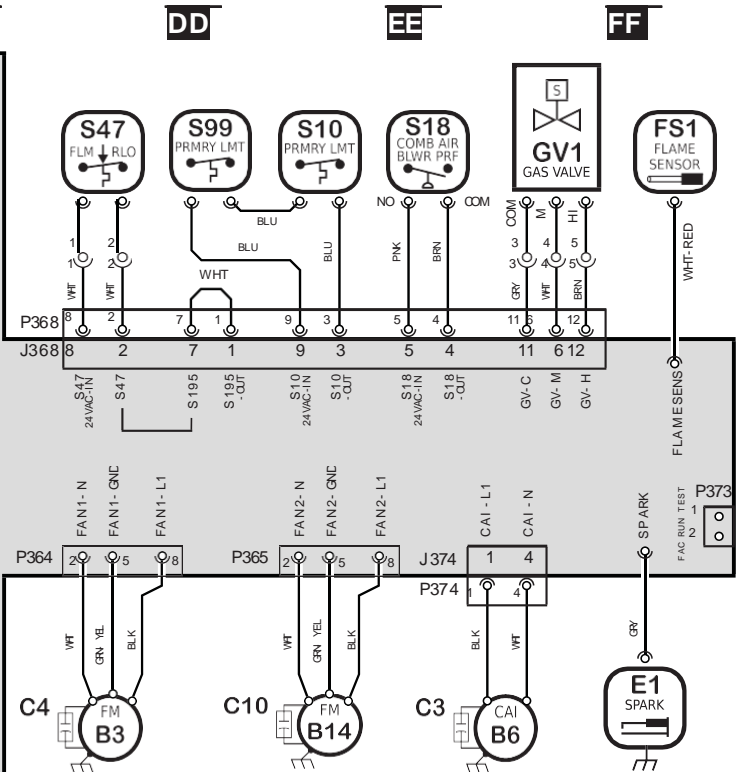 DD EE FF
S47 S99 S10 S18 S FS1
FLM RLO PRMRY LMT PRMRY LMT COMB AIR BLWR PRF GV1 GAS VALVE FLAME SENSOR
NO COM COM M HI
BLU
1 2 BLU BLU PNK BRN 3 4 5 WHT-RED
1 2 3 4 5
WHT WHT WHT GRY WHT BRN
P368 8 2 7 1 9 3 5 4 11 6 12
J368 8 2 7 1 9 3 5 4 11 6 12
S47 24VAC-IN
S47
S195
S195 -OUT
S10 24VAC-IN
S10 -OUT
S18 24VAC-IN
S18 -OUT
GV-C
GV-M
GV-H
FLAMESENS
FAN1-N
FAN1-GND
FAN1-L1
FAN2-N
FAN2-GND
FAN2-L1
CAI-L1
CAI-N
SPARK
FAC RUN TEST
P373
1
2
P364 2 5 8 P365 2 5 8 J374 1 4
P374 1 4
WHT GRN YEL BLK WHT GRN YEL BLK BLK WHT GRY
C4 FM B3
C10 FM B14
C3 CAI B6
E1
SPARK